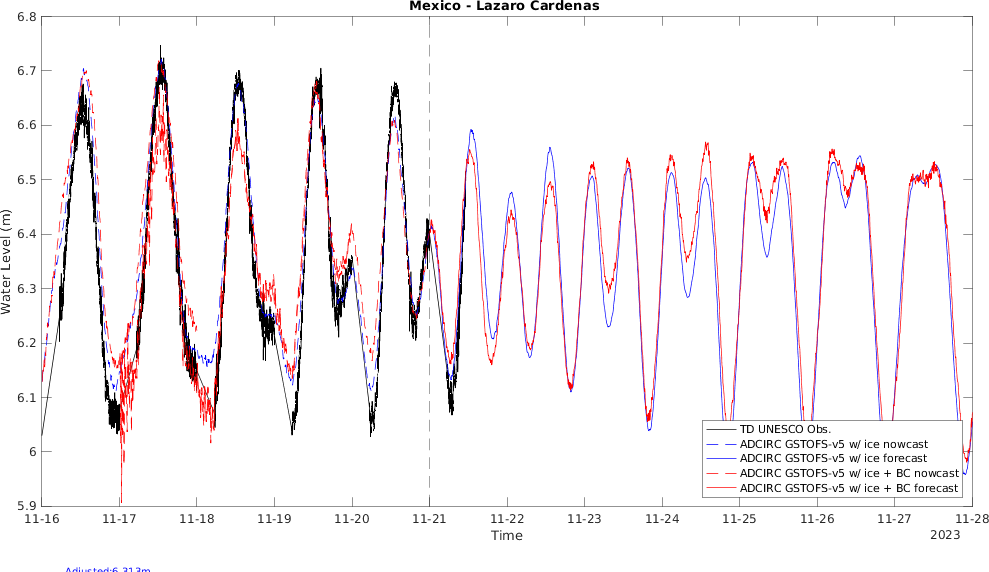 Mexico - Lazaro Cardenas
6.8
6.7
6.6
6.5
6.4
6.3
6.2
6.1
6
5.9
Water Level (m)
11-16
11-17
11-18
11-19
11-20
11-21
11-22
11-23
11-24
11-25
11-26
11-27
11-28
Time
2023
TD UNESCO Obs.
ADCIRC GSTOFS-v5 w/ ice nowcast
ADCIRC GSTOFS-v5 w/ ice forecast
ADCIRC GSTOFS-v5 w/ ice + BC nowcast
ADCIRC GSTOFS-v5 w/ ice + BC forecast
Adjusted:6.313m